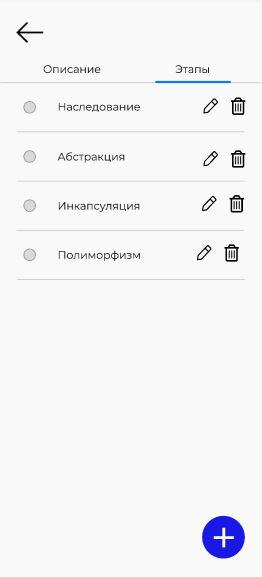 Описание Этапы
Наследование
Абстракция
Инкапсуляция
Полиморфизм